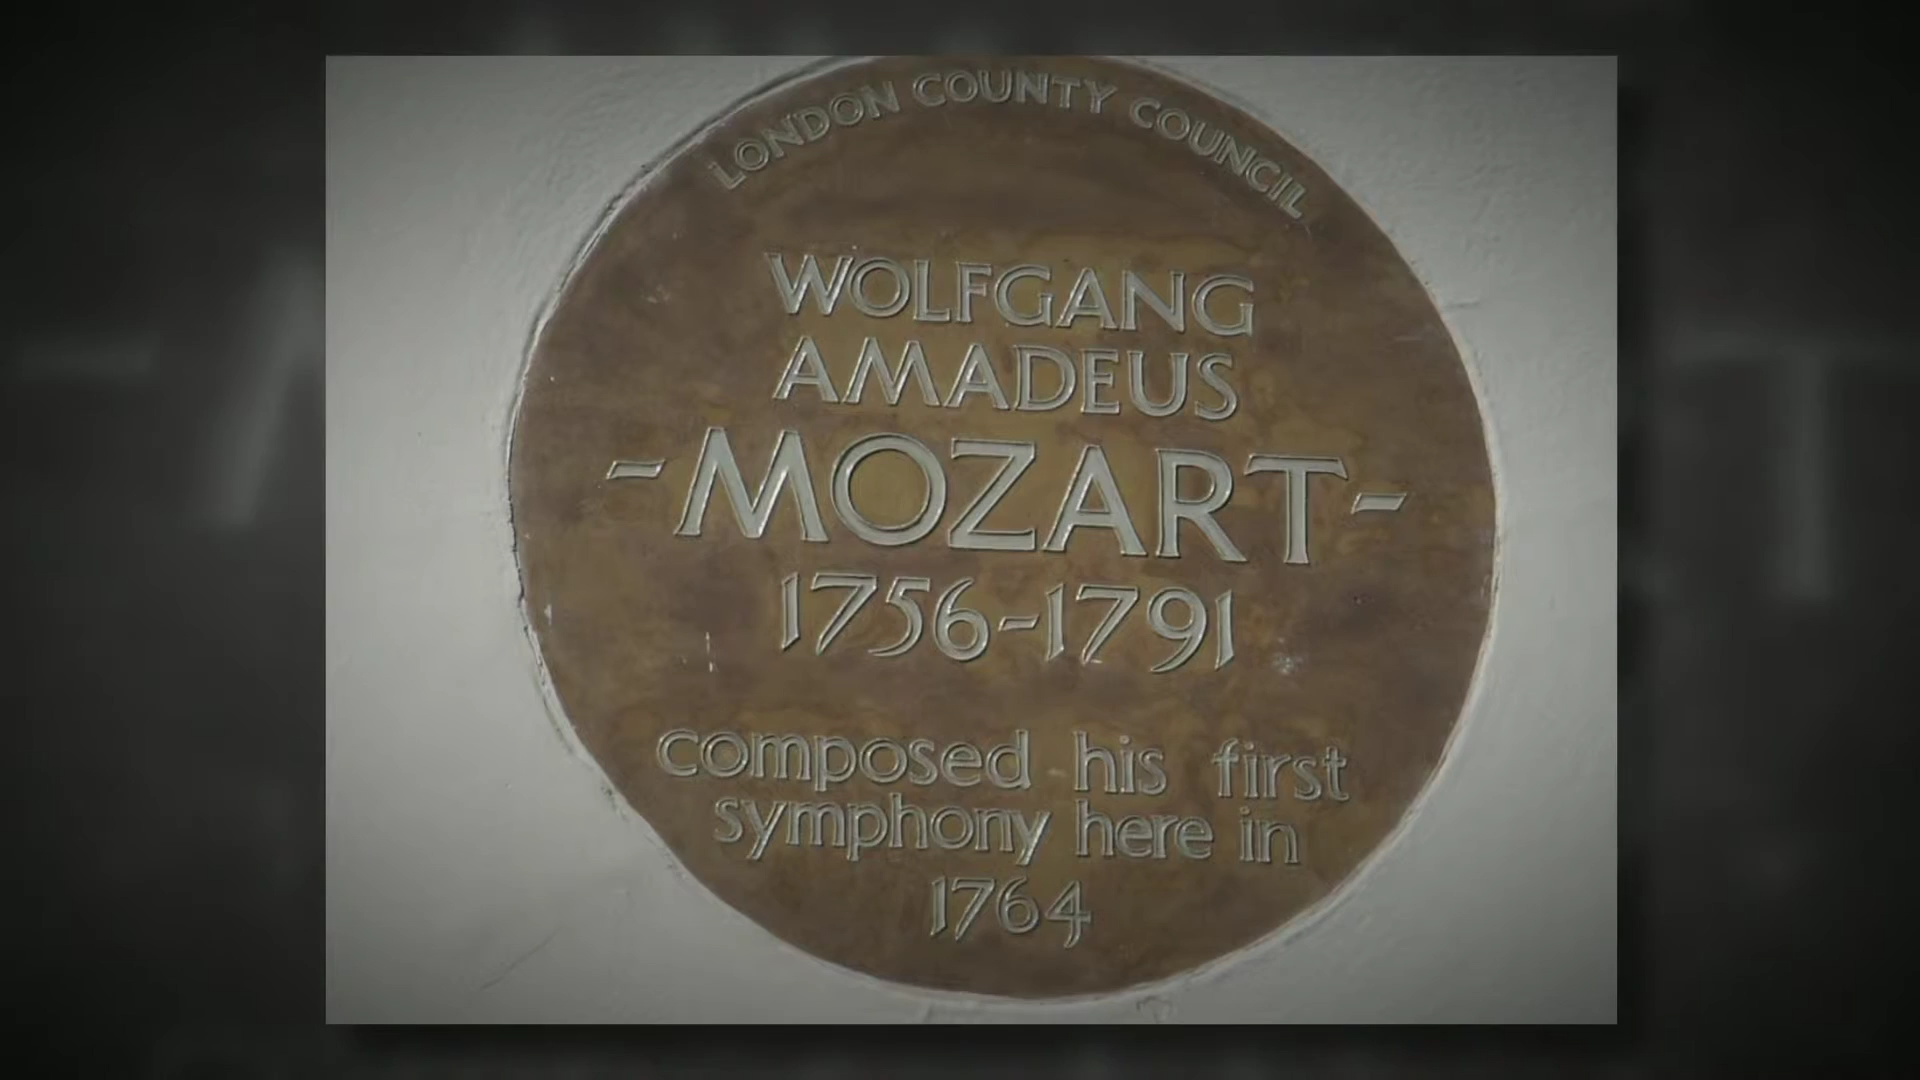 LONDON COUNTY COUNCIL
WOLFGANG
AMADEUS
-MOZART-
1756-1791
composed his first
symphony here in
1764